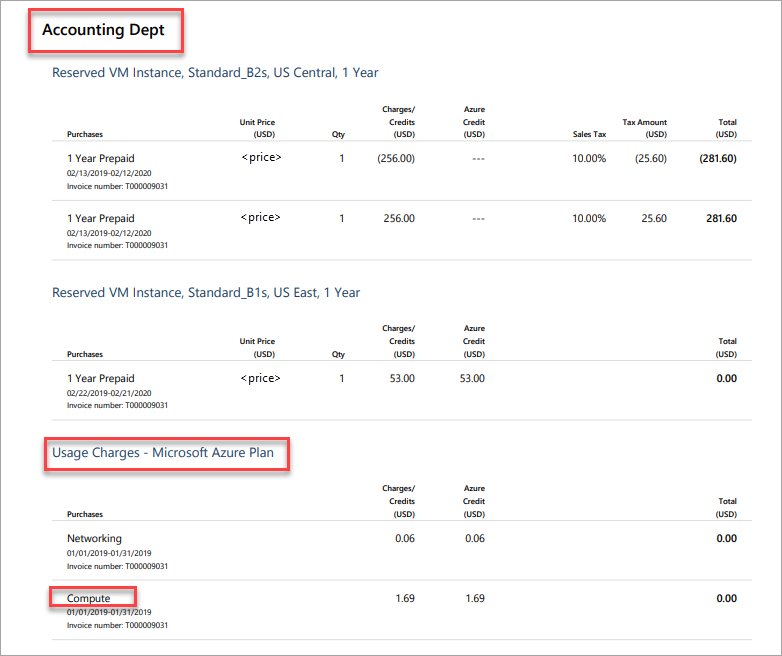 Accounting Dept
Reserved VM Instance, Standard_B2s, US Central, 1 Year
Charges/ Azure
Unit Price Credits Credit Tax Amount Total
Purchases (USD) Qty (USD) (USD) Sales Tax (USD) (USD)
1 Year Prepaid <price> 1 (256.00) --- 10.00% (25.60) (281.60)
02/13/2019-02/12/2020
Invoice number: T000009031
1 Year Prepaid <price> 1 256.00 --- 10.00% 25.60 281.60
02/13/2019-02/12/2020
Invoice number: T000009031
Reserved VM Instance, Standard_B1s, US East, 1 Year
Charges/ Azure
Unit Price Credits Credit Total
Purchases (USD) Qty (USD) (USD) (USD)
1 Year Prepaid <price> 1 53.00 53.00 0.00
02/22/2019-02/21/2020
Invoice number: T000009031
Usage Charges - Microsoft Azure Plan
Charges/ Azure
Credits Credit Total
Purchases (USD) (USD) (USD)
Networking 0.06 0.06 0.00
01/01/2019-01/31/2019
Invoice number: T000009031
Compute 1.69 1.69 0.00
01/01/2019-01/31/2019
Invoice number: T000009031